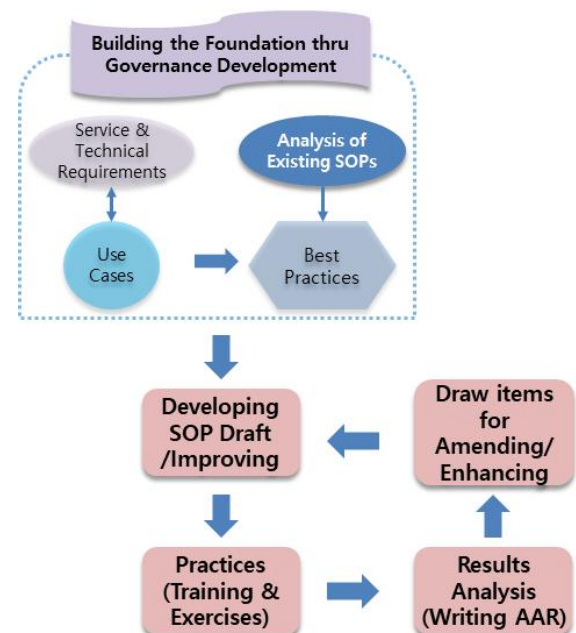 Building the Foundation thru
Governance Development
Service &
Technical
Requirements
Analysis of
Existing SOPs
Use
Cases
Best
Practices
Developing
SOP Draft
/Improving
Draw items
for
Amending/
Enhancing
Practices
(Training &
Exercises)
Results
Analysis
(Writing AAR)